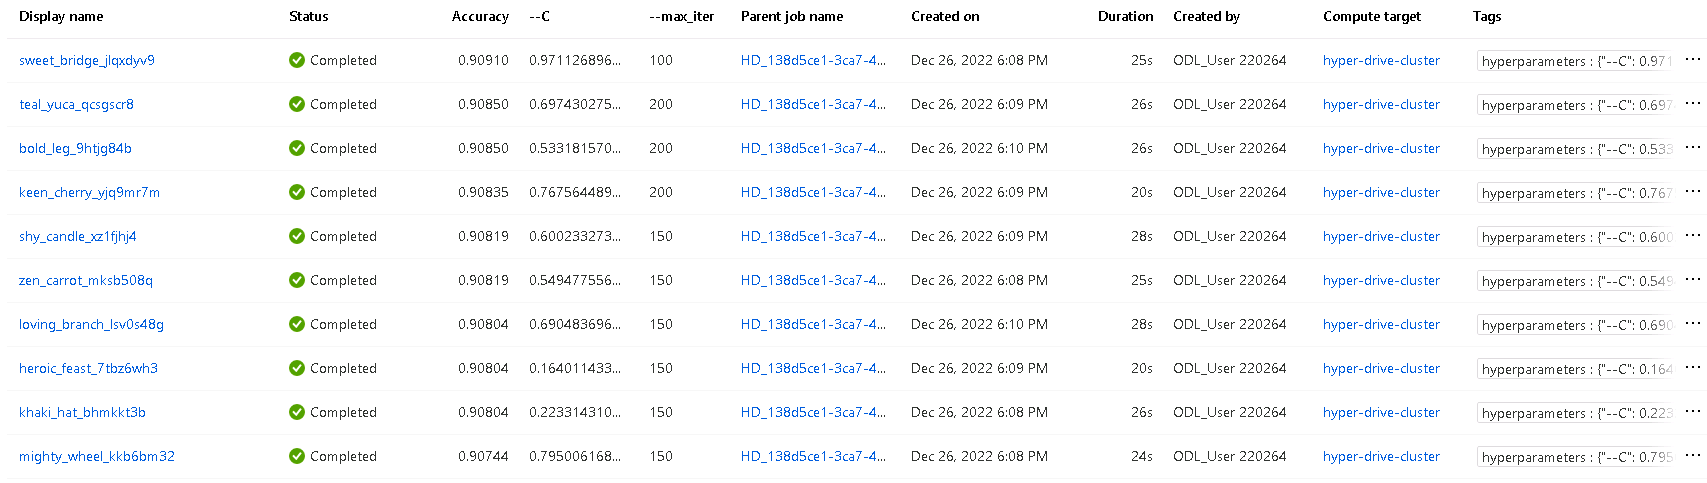 Display name Status Accuracy --C --max_iter Parent job name Created on Duration Created by Compute target Tags
sweet_bridge_jlqxdyv9 Completed 0.90910 0.971126896... 100 HD_138d5ce1-3ca7-4... Dec 26, 2022 6:08 PM 25s ODL_User 220264 hyper-drive-cluster hyperparameters : {"--C": 0.971 ...
teal_yuca_qcsgscr8 Completed 0.90850 0.697430275... 200 HD_138d5ce1-3ca7-4... Dec 26, 2022 6:09 PM 26s ODL_User 220264 hyper-drive-cluster hyperparameters : {"--C": 0.697 ...
bold_leg_9htjg84b Completed 0.90850 0.533181570... 200 HD_138d5ce1-3ca7-4... Dec 26, 2022 6:10 PM 26s ODL_User 220264 hyper-drive-cluster hyperparameters : {"--C": 0.533 ...
keen_cherry_yjq9mr7m Completed 0.90835 0.767564489... 200 HD_138d5ce1-3ca7-4... Dec 26, 2022 6:09 PM 20s ODL_User 220264 hyper-drive-cluster hyperparameters : {"--C": 0.767 ...
shy_candle_xz1fjhj4 Completed 0.90819 0.600233273... 150 HD_138d5ce1-3ca7-4... Dec 26, 2022 6:09 PM 28s ODL_User 220264 hyper-drive-cluster hyperparameters : {"--C": 0.600 ...
zen_carrot_mksb508q Completed 0.90819 0.549477556... 150 HD_138d5ce1-3ca7-4... Dec 26, 2022 6:08 PM 25s ODL_User 220264 hyper-drive-cluster hyperparameters : {"--C": 0.549 ...
loving_branch_lsv0s48g Completed 0.90804 0.690483696... 150 HD_138d5ce1-3ca7-4... Dec 26, 2022 6:10 PM 28s ODL_User 220264 hyper-drive-cluster hyperparameters : {"--C": 0.690 ...
heroic_feast_7tbz6wh3 Completed 0.90804 0.164011433... 150 HD_138d5ce1-3ca7-4... Dec 26, 2022 6:09 PM 20s ODL_User 220264 hyper-drive-cluster hyperparameters : {"--C": 0.164 ...
khaki_hat_bhmkkt3b Completed 0.90804 0.223314310... 150 HD_138d5ce1-3ca7-4... Dec 26, 2022 6:08 PM 26s ODL_User 220264 hyper-drive-cluster hyperparameters : {"--C": 0.223 ...
mighty_wheel_kkb6bm32 Completed 0.90744 0.795006168... 150 HD_138d5ce1-3ca7-4... Dec 26, 2022 6:08 PM 24s ODL_User 220264 hyper-drive-cluster hyperparameters : {"--C": 0.795 ...